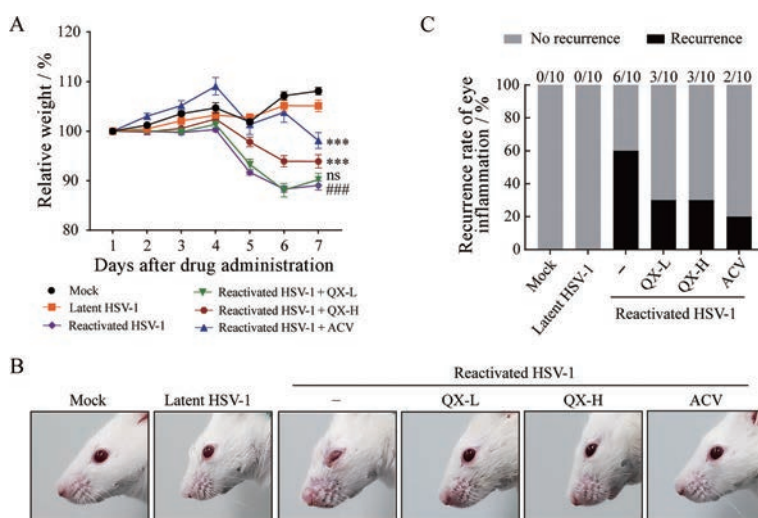 A
Relative weight / %
120
110
100
90
80
1 2 3 4 5 6 7
Days after drug administration
***
***
ns
###
Mock
Latent HSV-1
Reactivated HSV-1
Reactivated HSV-1 + QX-L
Reactivated HSV-1 + QX-H
Reactivated HSV-1 + ACV
C
No recurrence Recurrence
0/10 0/10 6/10 3/10 3/10 2/10
Recurrence rate of eye
inflammation / %
100
80
60
40
20
0
Mock
Latent HSV-1
–
QX-L
QX-H
ACV
Reactivated HSV-1
B
Reactivated HSV-1
Mock Latent HSV-1 – QX-L QX-H ACV